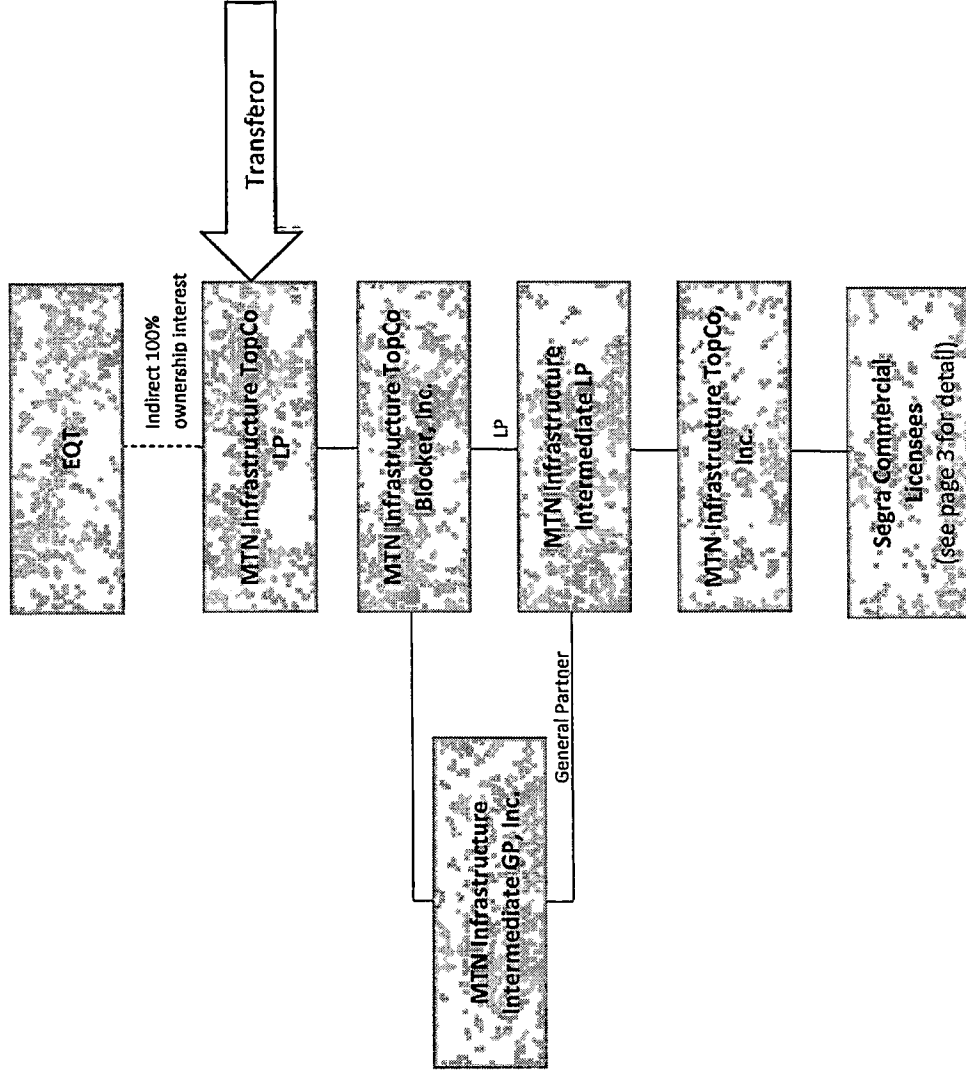 EQT
Indirect 100%
ownership interest
Transferor
MTN Infrastructure TopCo
LP
MTN Infrastructure TopCo
Blocker, Inc.
LP
MTN Infrastructure
Intermediate GP, Inc.
General Partner
MTN Infrastructure
Intermediate LP
MTN Infrastructure TopCo,
Inc.
Segra Commercial
Licensees
(see page 3 for detail)